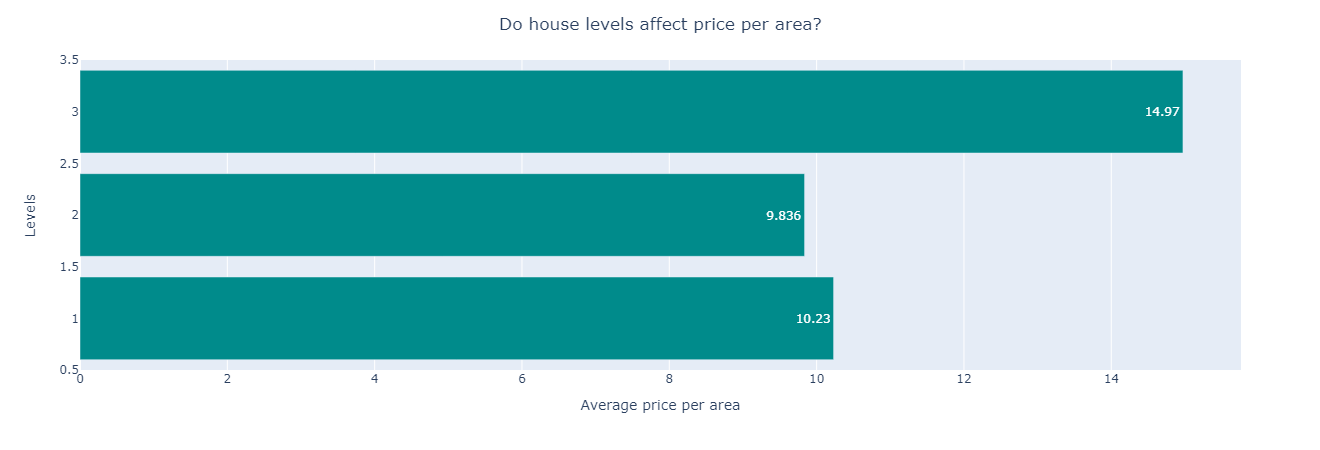 Do house levels affect price per area?
3.5
3
14.97
2.5
Levels
2
9.836
1.5
1
10.23
0.5
0 2 4 6 8 10 12 14
Average price per area